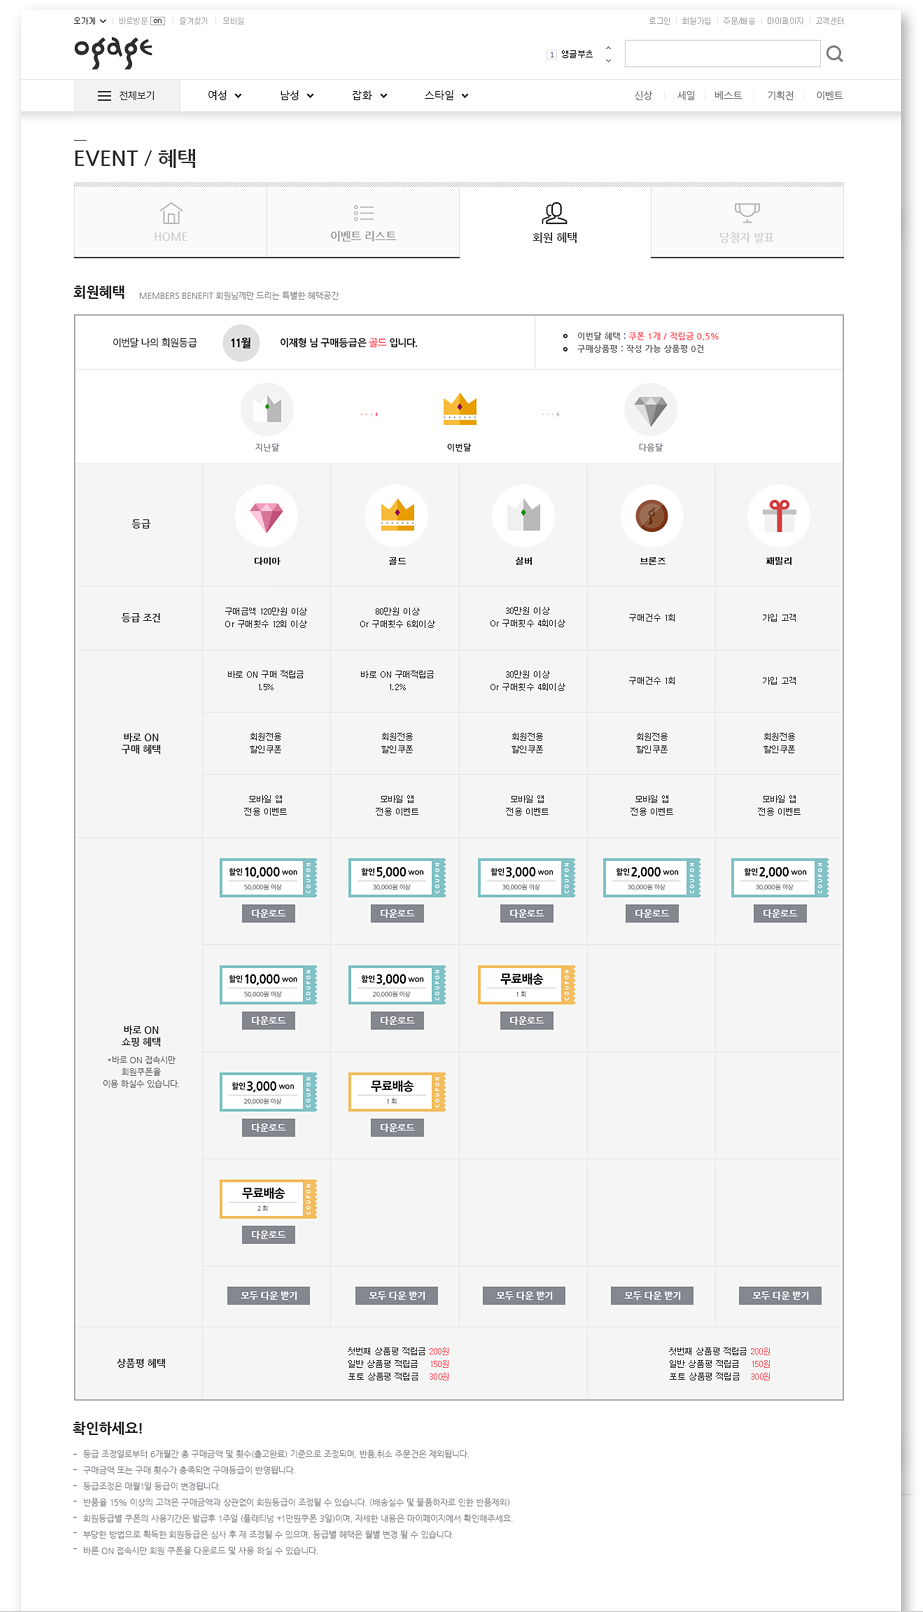 오가게 바로방문 on 즐겨찾기 모바일 로그인 회원가입 주문/배송 마이페이지 고객센터
ogage
1 앵글부츠
전체보기 여성 남성 잡화 스타일 신상 세일 베스트 기획전 이벤트
EVENT / 혜택
HOME 이벤트 리스트 회원 혜택 당첨자 발표
회원혜택 MEMBERS BENEFIT 회원님께만 드리는 특별한 혜택공간
이번달 나의 회원등급 11월 이재형 님 구매등급은 골드 입니다.
이번달 혜택 : 쿠폰 1개 / 적립금 0.5%
구매상품평 : 작성 가능 상품평 0건
지난달 이번달 다음달
등급 다이아 골드 실버 브론즈 패밀리
등급 조건
구매금액 120만원 이상 80만원 이상 30만원 이상 구매건수 1회 가입 고객
Or 구매횟수 12회 이상 Or 구매횟수 6회이상 Or 구매횟수 4회이상
바로 ON
구매 혜택
바로 ON 구매 적립금 바로 ON 구매적립금 30만원 이상 구매건수 1회 가입 고객
1.5% 1.2% Or 구매횟수 4회이상
회원전용 회원전용 회원전용 회원전용 회원전용
할인쿠폰 할인쿠폰 할인쿠폰 할인쿠폰 할인쿠폰
모바일 앱 모바일 앱 모바일 앱 모바일 앱 모바일 앱
전용 이벤트 전용 이벤트 전용 이벤트 전용 이벤트 전용 이벤트
할인 10,000 won COUPON 할인 5,000 won COUPON 할인 3,000 won COUPON 할인 2,000 won COUPON 할인 2,000 won COUPON
50,000원 이상 30,000원 이상 30,000원 이상 30,000원 이상 30,000원 이상
다운로드 다운로드 다운로드 다운로드 다운로드
할인 10,000 won COUPON 할인 3,000 won COUPON 무료배송 COUPON
50,000원 이상 20,000원 이상 1 회
다운로드 다운로드 다운로드
바로 ON
쇼핑 혜택
*바로 ON 접속시만
회원쿠폰을
이용 하실수 있습니다.
할인 3,000 won COUPON 무료배송 COUPON
20,000원 이상 1 회
다운로드 다운로드
무료배송 COUPON
2 회
다운로드
모두 다운 받기 모두 다운 받기 모두 다운 받기 모두 다운 받기 모두 다운 받기
상품평 혜택
첫번째 상품평 적립금 200원 첫번째 상품평 적립금 200원
일반 상품평 적립금 150원 일반 상품평 적립금 150원
포토 상품평 적립금 300원 포토 상품평 적립금 300원
확인하세요!
- 등급 조정일로부터 6개월간 총 구매금액 및 횟수(출고완료) 기준으로 조정되며, 반품,취소 주문건은 제외됩니다.
- 구매금액 또는 구매 횟수가 충족되면 구매등급이 반영됩니다.
- 등급조정은 매월1일 등급이 변경됩니다.
- 반품율 15% 이상의 고객은 구매금액과 상관없이 회원등급이 조정될 수 있습니다. (배송실수 및 물품하자로 인한 반품제외)
- 회원등급별 쿠폰의 사용기간은 발급후 1주일 (플래티넘 +1만원쿠폰 3일)이며, 자세한 내용은 마이페이지에서 확인해주세요.
- 부당한 방법으로 획득한 회원등급은 심사 후 재 조정될 수 있으며, 등급별 혜택은 월별 변경 될 수 있습니다.
- 바론 ON 접속시만 회원 쿠폰을 다운로드 및 사용 하실 수 있습니다.